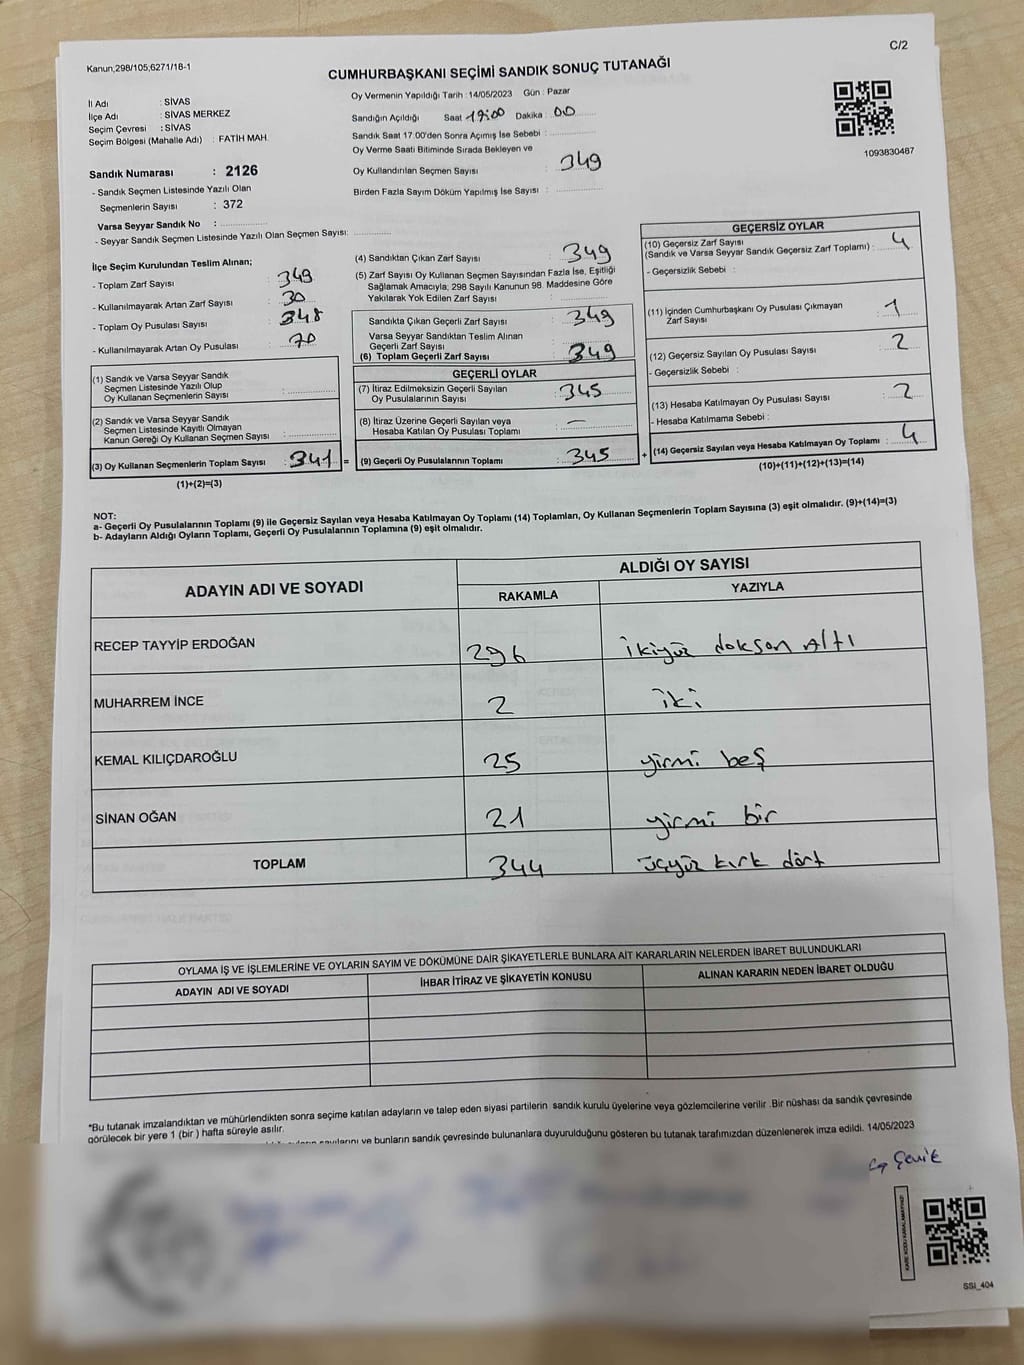 C/2
Kanun,298/105,6271/18-1
CUMHURBAŞKANI SEÇİMİ SANDIK SONUÇ TUTANAĞI
İl Adı : SİVAS
İlçe Adı : SİVAS MERKEZ
Seçim Çevresi : SİVAS
Seçim Bölgesi (Mahalle Adı) : FATİH MAH.
Oy Vermenin Yapıldığı Tarih :14/05/2023 Gün : Pazar
Sandığın Açıldığı Saat 19:00 Dakika : 00
Sandık Saat 17:00'den Sonra Açımış İse Sebebi :
Oy Verme Saati Bitiminde Sırada Bekleyen ve
Oy Kullandırılan Seçmen Sayısı : 349
Birden Fazla Sayım Döküm Yapılmış İse Sayısı :
1093830487
Sandık Numarası : 2126
- Sandık Seçmen Listesinde Yazılı Olan
Seçmenlerin Sayısı : 372
Varsa Seyyar Sandık No :
- Seyyar Sandık Seçmen Listesinde Yazılı Olan Seçmen Sayısı:
İlçe Seçim Kurulundan Teslim Alınan;
- Toplam Zarf Sayısı : 349
- Kullanılmayarak Artan Zarf Sayısı : 30
- Toplam Oy Pusulası Sayısı : 348
- Kullanılmayarak Artan Oy Pusulası : 70
(1) Sandık ve Varsa Seyyar Sandık
Seçmen Listesinde Yazılı Olup
Oy Kullanan Seçmenlerin Sayısı :
(2) Sandık ve Varsa Seyyar Sandık
Seçmen Listesinde Kayıtlı Olmayan
Kanun Gereği Oy Kullanan Seçmen Sayısı :
(3) Oy Kullanan Seçmenlerin Toplam Sayısı : 341 =
(1)+(2)=(3)
(4) Sandıktan Çıkan Zarf Sayısı : 349
(5) Zarf Sayısı Oy Kullanan Seçmen Sayısından Fazla İse, Eşitliği
Sağlamak Amacıyla, 298 Sayılı Kanunun 98. Maddesine Göre
Yakılarak Yok Edilen Zarf Sayısı :
Sandıkta Çıkan Geçerli Zarf Sayısı : 349
Varsa Seyyar Sandıktan Teslim Alınan
Geçerli Zarf Sayısı
(6) Toplam Geçerli Zarf Sayısı : 349
GEÇERLİ OYLAR
(7) İtiraz Edilmeksizin Geçerli Sayılan
Oy Pusulalarının Sayısı : 345
(8) İtiraz Üzerine Geçerli Sayılan veya
Hesaba Katılan Oy Pusulası Toplamı : —
(9) Geçerli Oy Pusulalarının Toplamı : 345 +
GEÇERSİZ OYLAR
(10) Geçersiz Zarf Sayısı
(Sandık ve Varsa Seyyar Sandık Geçersiz Zarf Toplamı) : 4
- Geçersizlik Sebebi :
(11) İçinden Cumhurbaşkanı Oy Pusulası Çıkmayan
Zarf Sayısı : 1
(12) Geçersiz Sayılan Oy Pusulası Sayısı : 2
- Geçersizlik Sebebi :
(13) Hesaba Katılmayan Oy Pusulası Sayısı : 2
- Hesaba Katılmama Sebebi :
(14) Geçersiz Sayılan veya Hesaba Katılmayan Oy Toplamı : 4
(10)+(11)+(12)+(13)=(14)
NOT:
a- Geçerli Oy Pusulalarının Toplamı (9) ile Geçersiz Sayılan veya Hesaba Katılmayan Oy Toplamı (14) Toplamları, Oy Kullanan Seçmenlerin Toplam Sayısına (3) eşit olmalıdır. (9)+(14)=(3)
b- Adayların Aldığı Oyların Toplamı, Geçerli Oy Pusulalarının Toplamına (9) eşit olmalıdır.
ADAYIN ADI VE SOYADI ALDIĞI OY SAYISI
RAKAMLA YAZIYLA
RECEP TAYYİP ERDOĞAN 296 ikiyüz doksan Altı
MUHARREM İNCE 2 iki
KEMAL KILIÇDAROĞLU 25 yirmi beş
SİNAN OĞAN 21 yirmi bir
TOPLAM 344 üçyüz kırk dört
OYLAMA İŞ VE İŞLEMLERİNE VE OYLARIN SAYIM VE DÖKÜMÜNE DAİR ŞİKAYETLERLE BUNLARA AİT KARARLARIN NELERDEN İBARET BULUNDUKLARI
ADAYIN ADI VE SOYADI İHBAR İTİRAZ VE ŞİKAYETİN KONUSU ALINAN KARARIN NEDEN İBARET OLDUĞU
*Bu tutanak imzalandıktan ve mühürlendikten sonra seçime katılan adayların ve talep eden siyasi partilerin sandık kurulu üyelerine veya gözlemcilerine verilir .Bir nüshası da sandık çevresinde
görülecek bir yere 1 (bir ) hafta süreyle asılır.
ve bunların sandık çevresinde bulunanlara duyurulduğunu gösteren bu tutanak tarafımızdan düzenlenerek imza edildi. 14/05/2023
Çevik
SSI_404